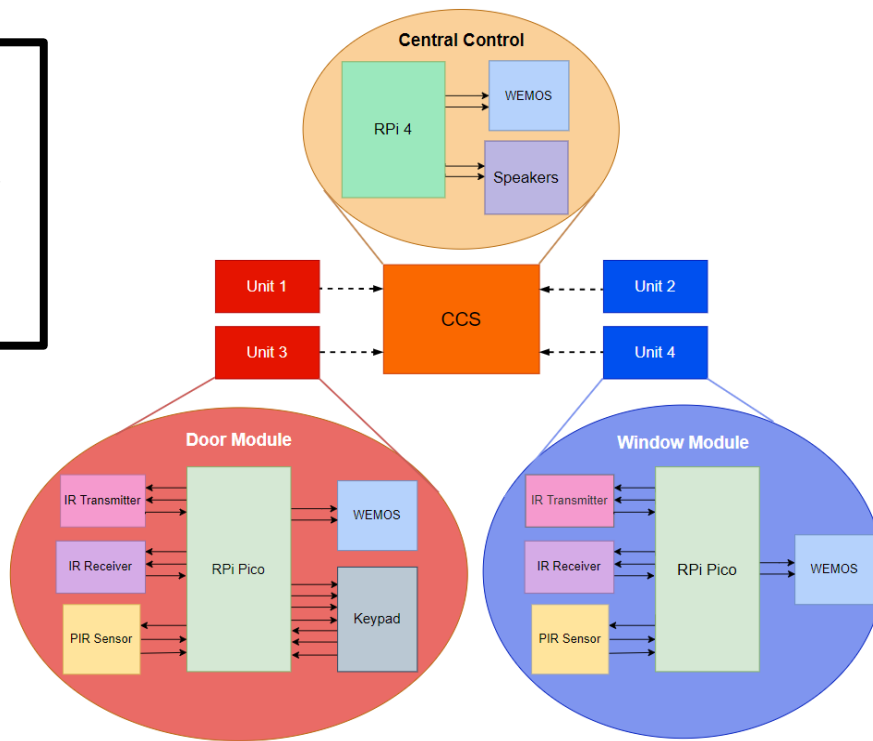 Central Control
RPi 4
WEMOS
Speakers
Unit 1
CCS
Unit 2
Unit 3
Unit 4
Door Module
IR Transmitter
IR Receiver
PIR Sensor
RPi Pico
WEMOS
Keypad
Window Module
IR Transmitter
IR Receiver
PIR Sensor
RPi Pico
WEMOS